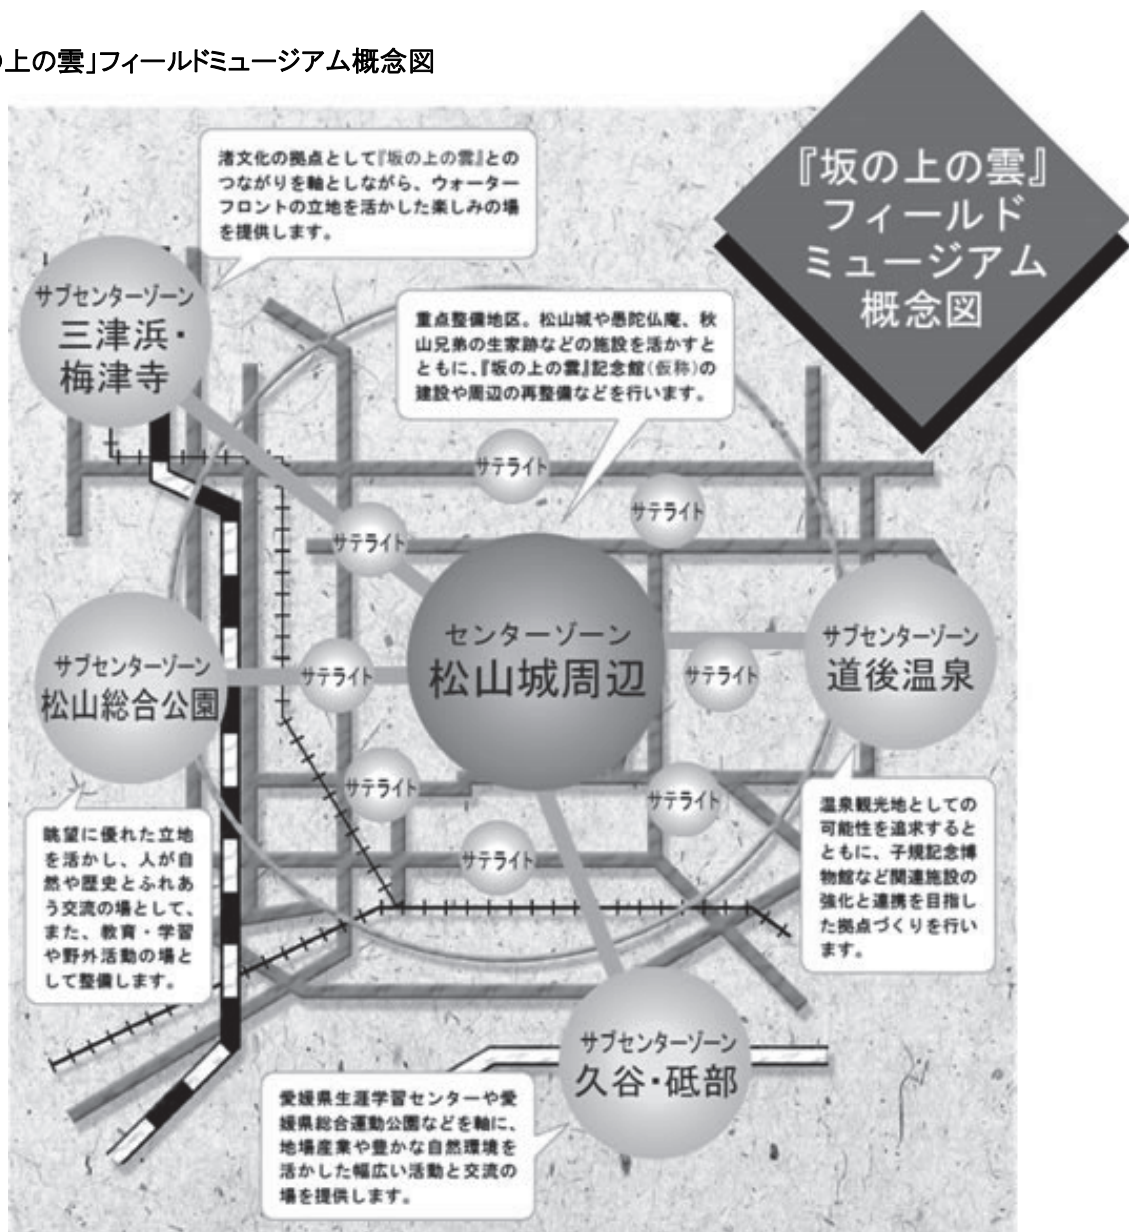 の上の雲」フィールドミュージアム概念図
『坂の上の雲』
フィールド
ミュージアム
概念図
渚文化の拠点として『坂の上の雲』との
つながりを軸としながら、ウォーター
フロントの立地を活かした楽しみの場
を提供します。
サブセンターゾーン
三津浜・
梅津寺
重点整備地区。松山城や愚陀仏庵、秋
山兄弟の生家跡などの施設を活かすと
ともに、『坂の上の雲』記念館(仮称)の
建設や周辺の再整備などを行います。
サテライト
サテライト
サテライト
センターゾーン
松山城周辺
サブセンターゾーン
道後温泉
サブセンターゾーン
松山総合公園
サテライト
サテライト
サテライト
サテライト
サテライト
眺望に優れた立地
を活かし、人が自
然や歴史とふれあ
う交流の場として、
また、教育・学習
や野外活動の場と
して整備します。
温泉観光地としての
可能性を追求すると
ともに、子規記念博
物館など関連施設の
強化と連携を目指し
た拠点づくりを行い
ます。
サブセンターゾーン
久谷・砥部
愛媛県生涯学習センターや愛
媛県総合運動公園などを軸に、
地場産業や豊かな自然環境を
活かした幅広い活動と交流の
場を提供します。